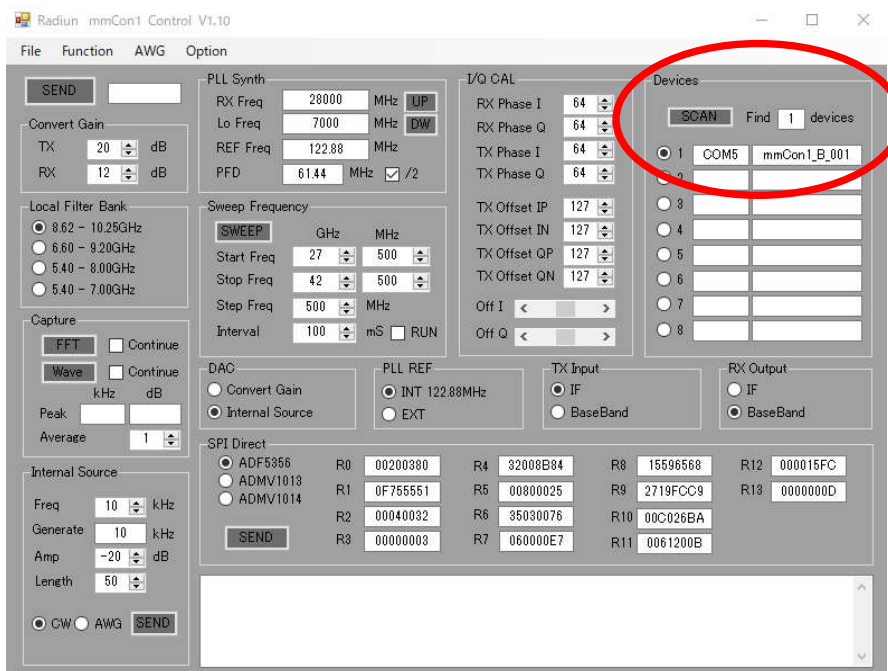 Radiun mmCon1 Control V1.10
File Function AWG Option
SEND
Convert Gain
TX 20 dB
RX 12 dB
Local Filter Bank
8.62 - 10.25GHz
6.60 - 9.20GHz
5.40 - 8.00GHz
5.40 - 7.00GHz
Capture
FFT Continue
Wave Continue
kHz dB
Peak
Average 1
Internal Source
Freq 10 kHz
Generate 10 kHz
Amp -20 dB
Length 50
CW AWG SEND
PLL Synth
RX Freq 28000 MHz UP
Lo Freq 7000 MHz DW
REF Freq 122.88 MHz
PFD 61.44 MHz /2
Sweep Frequency
SWEEP GHz MHz
Start Freq 27 500
Stop Freq 42 500
Step Freq 500 MHz
Interval 100 mS RUN
I/Q CAL
RX Phase I 64
RX Phase Q 64
TX Phase I 64
TX Phase Q 64
TX Offset IP 127
TX Offset IN 127
TX Offset QP 127
TX Offset QN 127
Off I
Off Q
Devices
SCAN Find 1 devices
1 COM5 mmCon1_B_001
2
3
4
5
6
7
8
DAC
Convert Gain
Internal Source
PLL REF
INT 122.88MHz
EXT
TX Input
IF
BaseBand
RX Output
IF
BaseBand
SPI Direct
ADF5356
ADMV1013
ADMV1014
SEND
R0 00200380
R1 0F755551
R2 00040032
R3 00000003
R4 32008B84
R5 00800025
R6 35030076
R7 060000E7
R8 15596568
R9 2719FCC9
R10 00C026BA
R11 0061200B
R12 000015FC
R13 0000000D